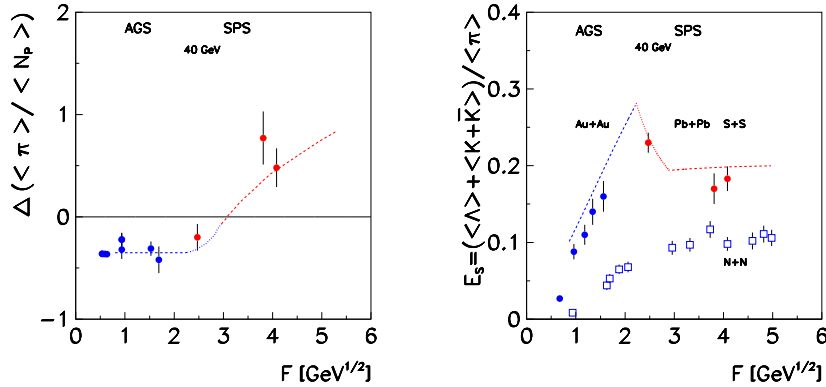 Δ(<π>/<N_P>)
2
1
0
−1
AGS SPS
40 GeV
0 1 2 3 4 5 6
F [GeV^{1/2}]
E_S=(<Λ>+<K+K̅>)/<π>
0.4
0.3
0.2
0.1
0
AGS SPS
40 GeV
Au+Au Pb+Pb S+S
N+N
0 1 2 3 4 5 6
F [GeV^{1/2}]